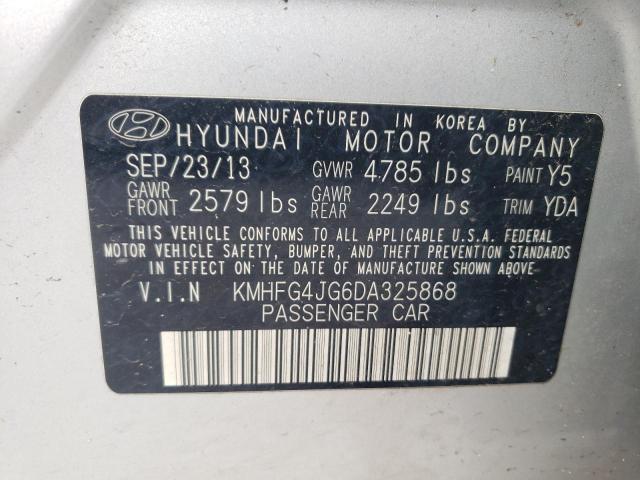 MANUFACTURED IN KOREA BY
HYUNDAI MOTOR COMPANY
SEP/23/13 GVWR 4785 lbs PAINT Y5
GAWR FRONT 2579 lbs GAWR REAR 2249 lbs TRIM YDA
THIS VEHICLE CONFORMS TO ALL APPLICABLE U.S.A. FEDERAL
MOTOR VEHICLE SAFETY, BUMPER, AND THEFT PREVENTION STANDARDS
IN EFFECT ON THE DATE OF MANUFACTURE SHOWN ABOVE.
V.I.N KMHFG4JG6DA325868
PASSENGER CAR